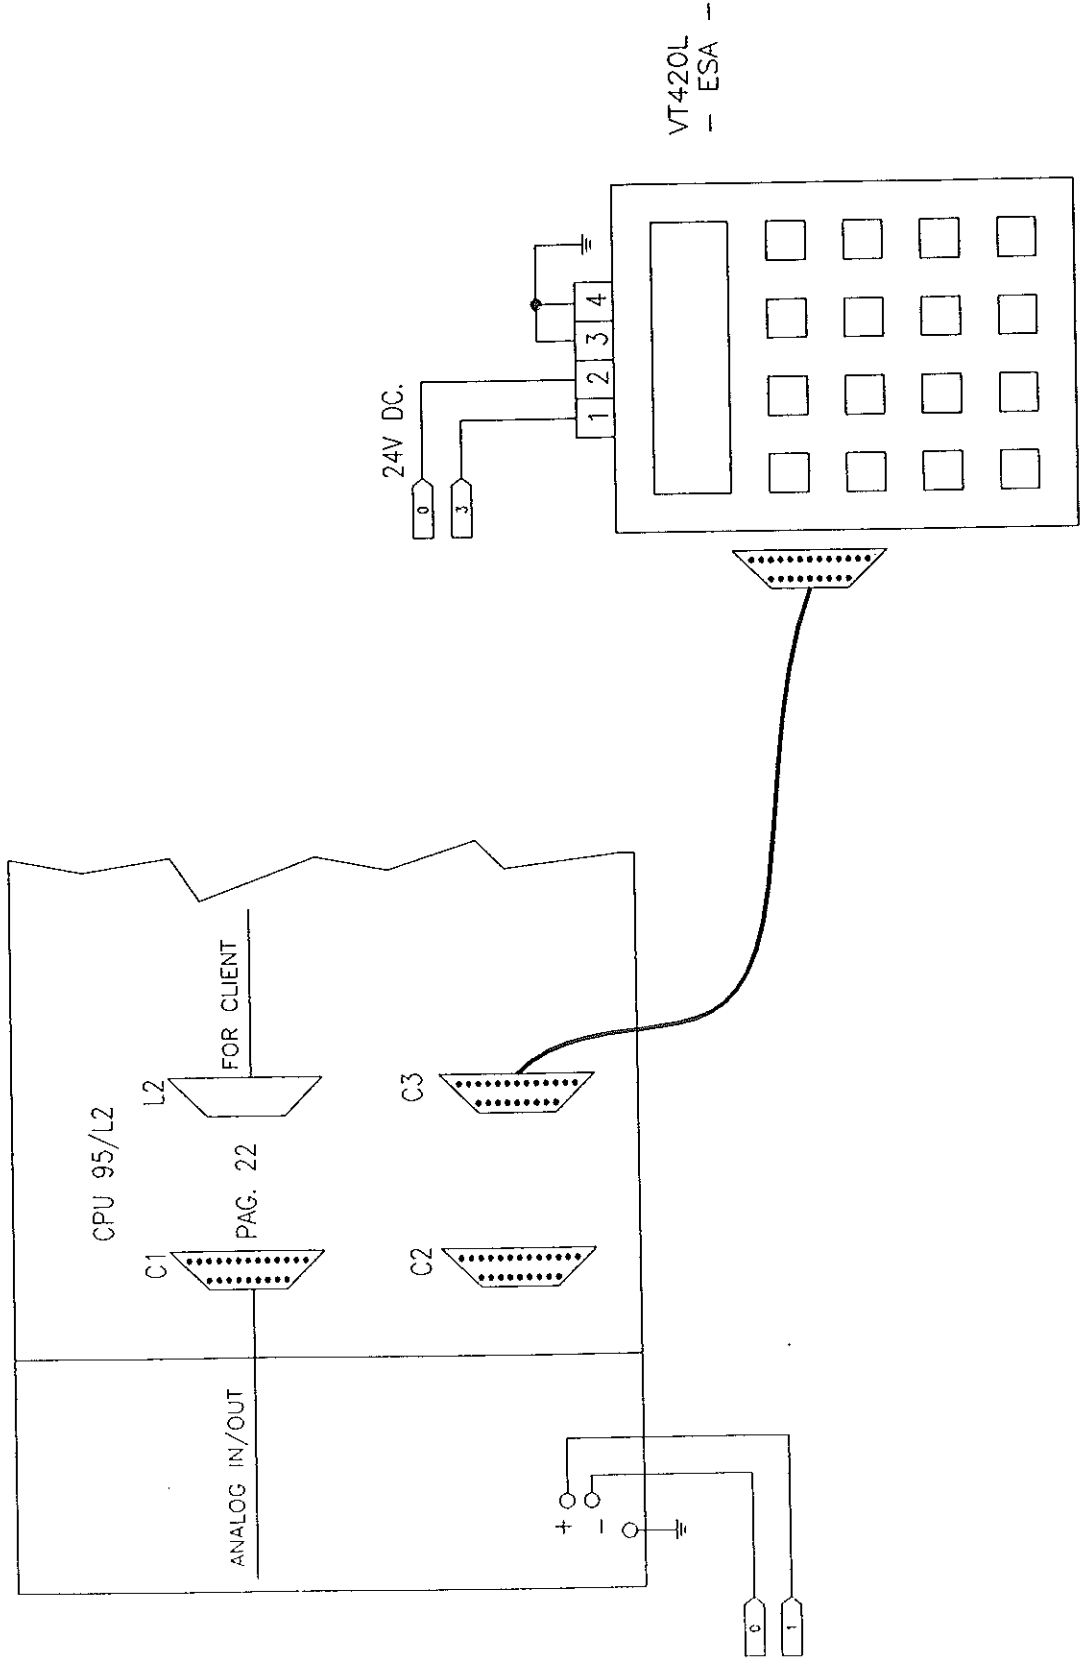 CPU 95/L2
C1
L2
PAG. 22
ANALOG IN/OUT
FOR CLIENT
C2
C3
+
-
0
1
24V DC.
0
3
1 2 3 4
VT420L
- ESA -